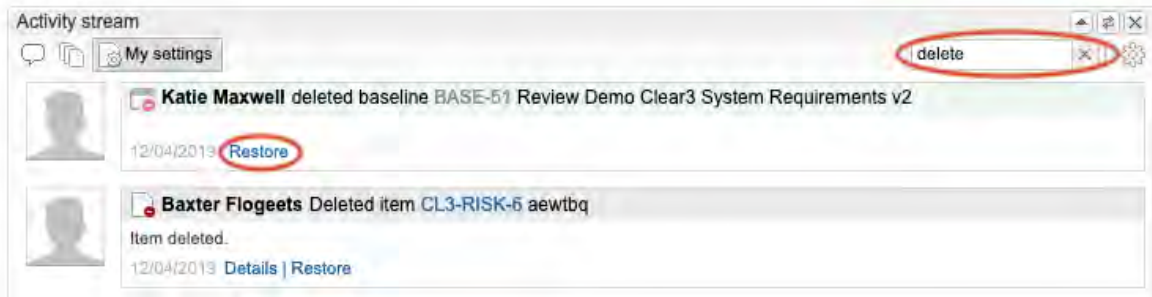 Activity stream
My settings
delete
Katie Maxwell deleted baseline BASE-51 Review Demo Clear3 System Requirements v2
12/04/2013 Restore
Baxter Flogeets Deleted item CL3-RISK-6 aewtbq
Item deleted.
12/04/2013 Details | Restore